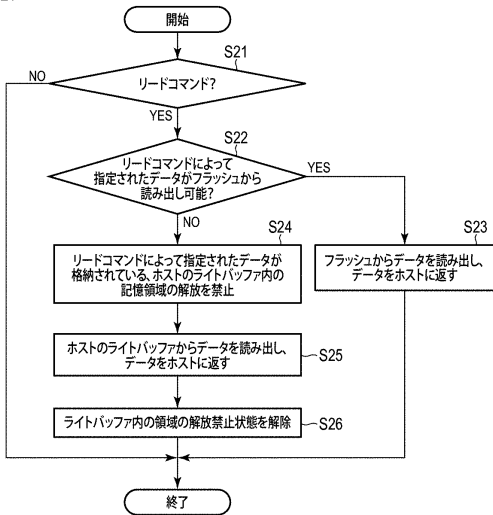 開始
S21
リードコマンド?
NO
YES
S22
リードコマンドによって
指定されたデータがフラッシュから
読み出し可能?
YES
NO
S24
リードコマンドによって指定されたデータが
格納されている、ホストのライトバッファ内の
記憶領域の解放を禁止
S23
フラッシュからデータを読み出し、
データをホストに返す
ホストのライトバッファからデータを読み出し、
データをホストに返す
S25
ライトバッファ内の領域の解放禁止状態を解除
S26
終了